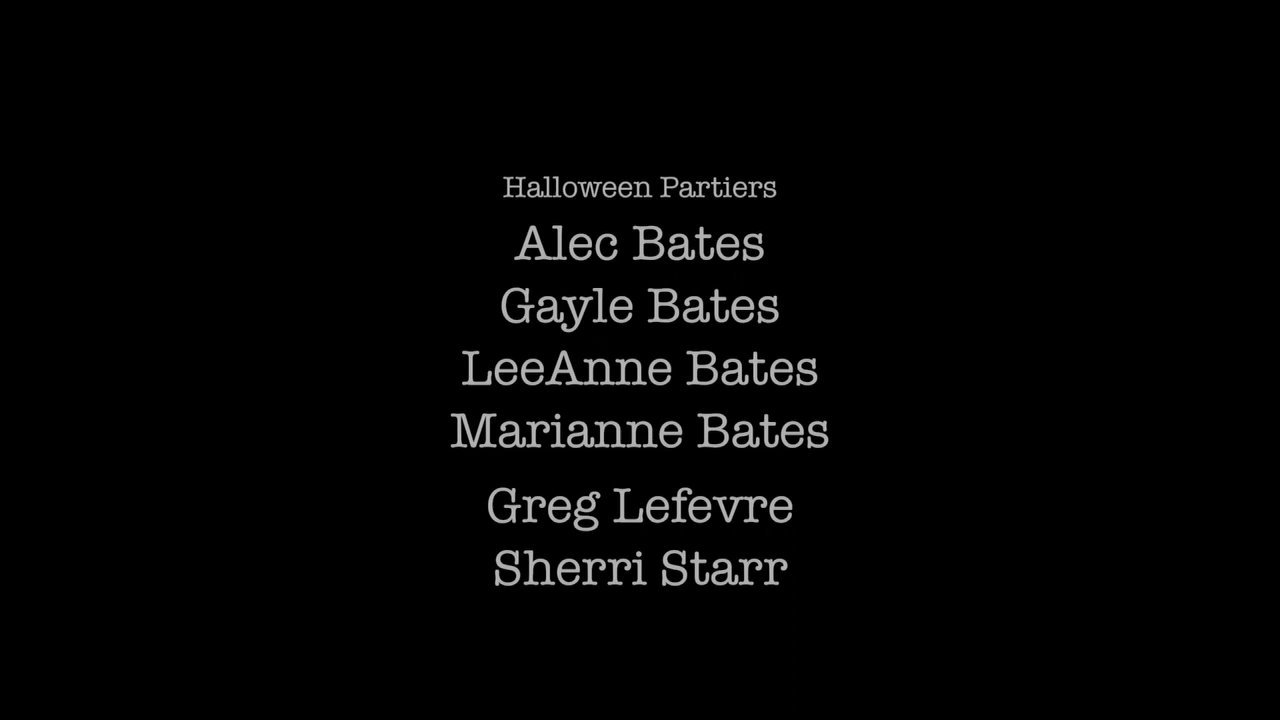 Halloween Partiers
Alec Bates
Gayle Bates
LeeAnne Bates
Marianne Bates
Greg Lefevre
Sherri Starr